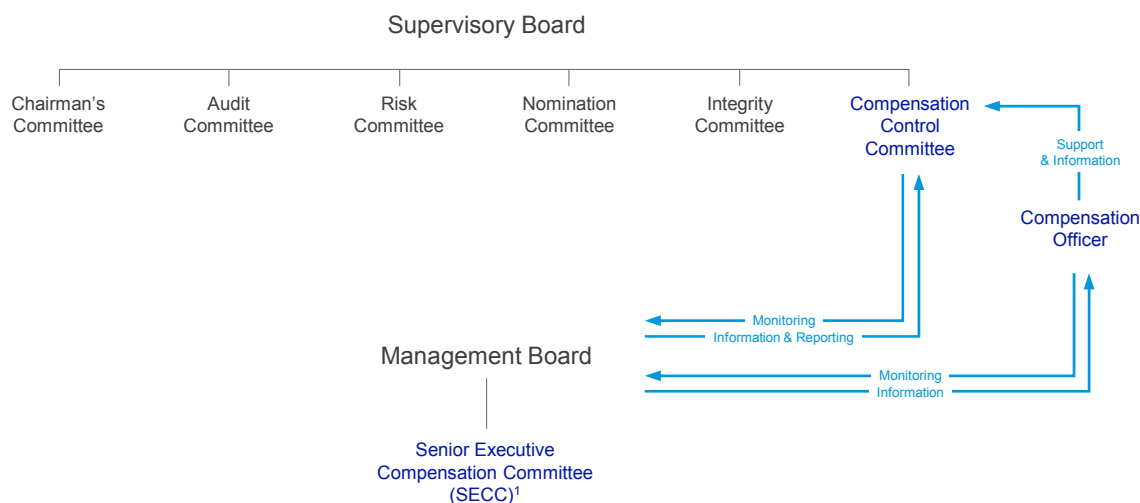 Supervisory Board
Chairman's
Committee
Audit
Committee
Risk
Committee
Nomination
Committee
Integrity
Committee
Compensation
Control
Committee
Support
& Information
Compensation
Officer
Monitoring
Information & Reporting
Management Board
Monitoring
Information
Senior Executive
Compensation Committee
(SECC)¹